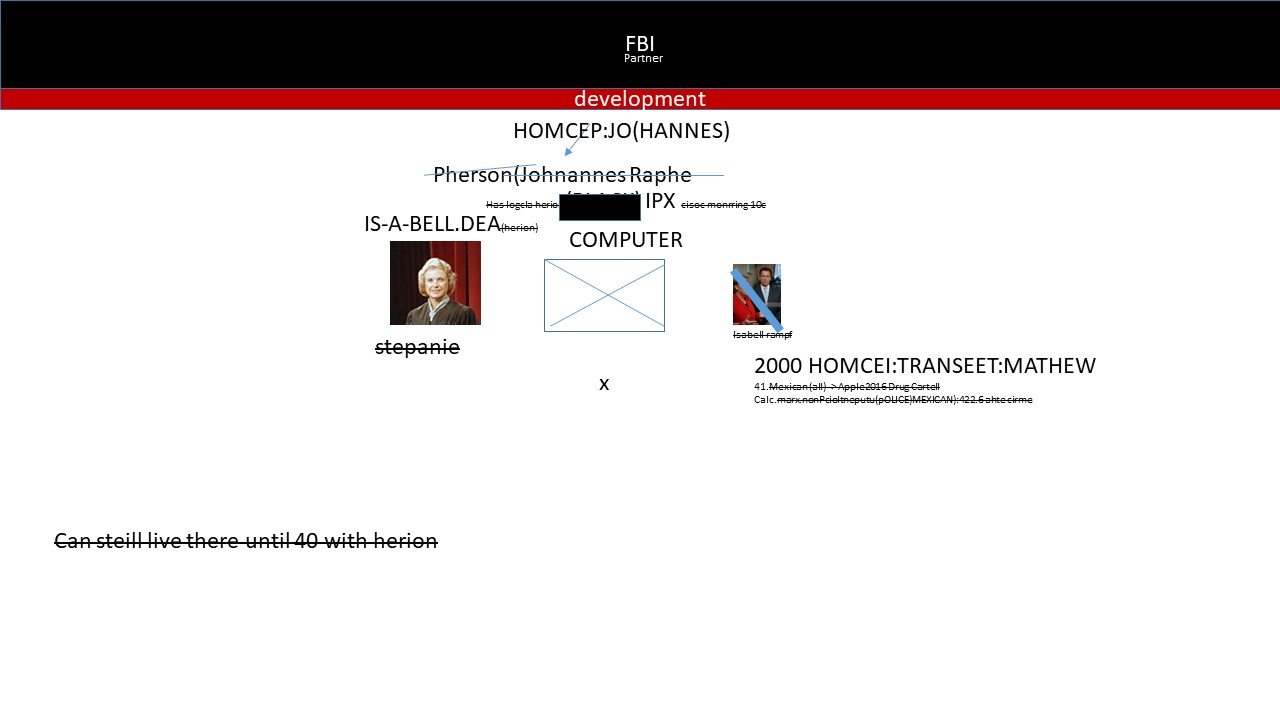 FBI
Partner
development
HOMCEP:JO(HANNES)
Pherson(Johnannes Raphe
Has logcla herio IPX cisoc monrring 10c
IS-A-BELL.DEA(herion)
COMPUTER
Isabell rampf
stepanie
2000 HOMCEI:TRANSEET:MATHEW
x
41.Mexican (all) -> Apple2016 Drug Cartell
Calc.marx.nonPcioltneputu(pOLICE)MEXICAN):422.6 ahte cirme
Can steill live there until 40 with herion